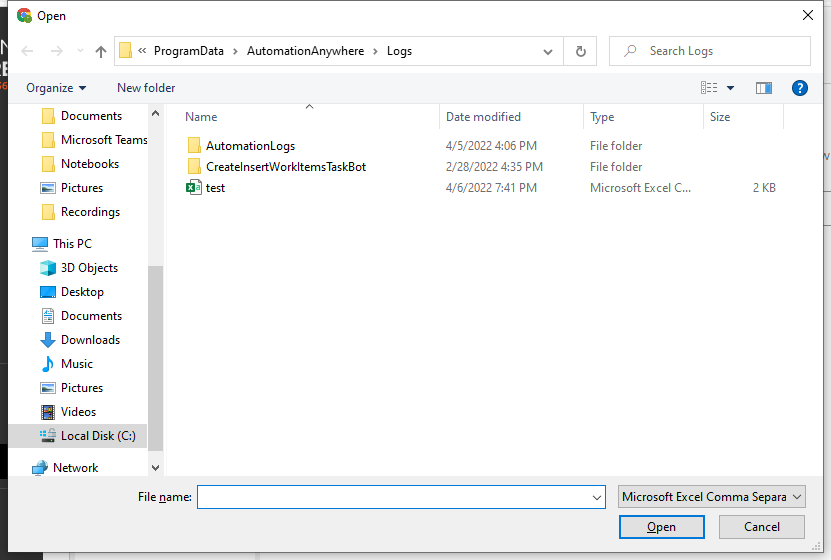 Open
« ProgramData > AutomationAnywhere > Logs
Search Logs
Organize
New folder
Documents
Microsoft Teams
Notebooks
Pictures
Recordings
This PC
3D Objects
Desktop
Documents
Downloads
Music
Pictures
Videos
Local Disk (C:)
Network
Name Date modified Type Size
AutomationLogs 4/5/2022 4:06 PM File folder
CreateInsertWorkItemsTaskBot 2/28/2022 4:35 PM File folder
test 4/6/2022 7:41 PM Microsoft Excel C... 2 KB
File name:
Microsoft Excel Comma Separa
Open
Cancel